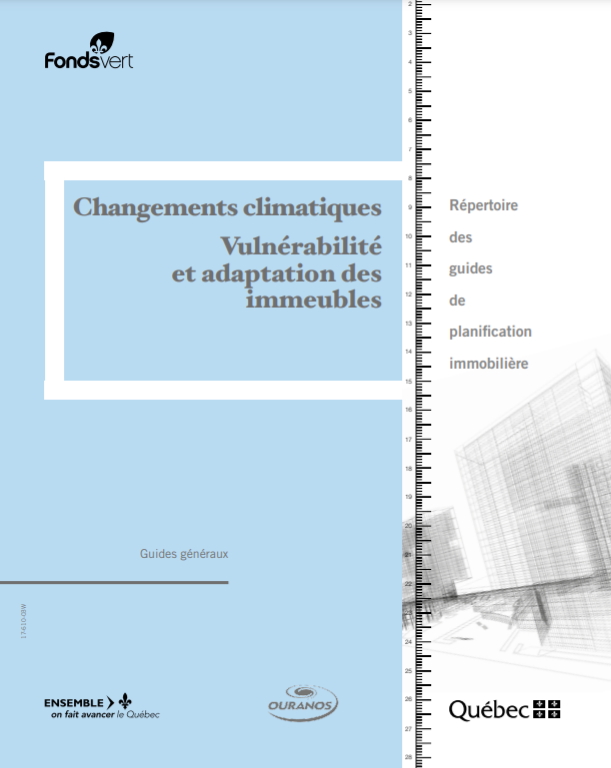 Fondsvert
Changements climatiques
Vulnérabilité
et adaptation des
immeubles
Répertoire
des
guides
de
planification
immobilière
2
3
4
5
6
7
8
9
10
11
12
13
14
15
16
17
18
19
20
21
22
23
24
25
26
27
28
Guides généraux
17-610-08W
ENSEMBLE
on fait avancer le Québec
OURANOS
Québec